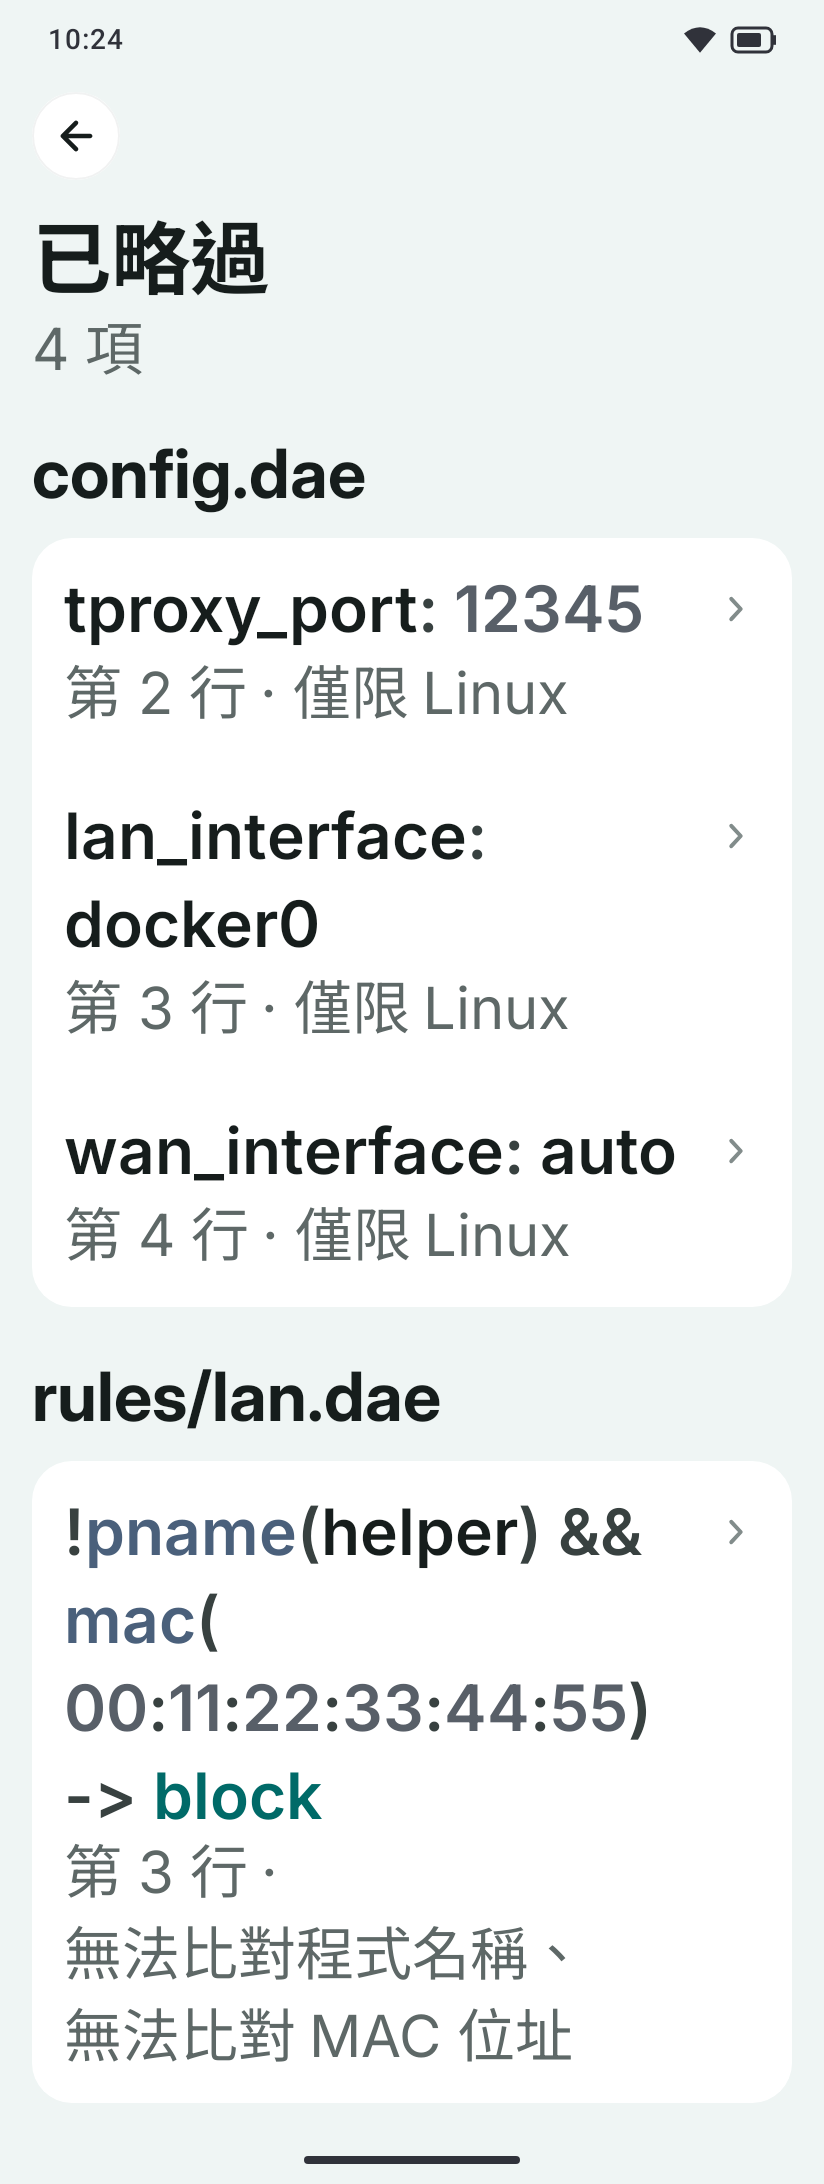 10:24
已略過
4 項
config.dae
tproxy_port: 12345
第 2 行 · 僅限 Linux
lan_interface:
docker0
第 3 行 · 僅限 Linux
wan_interface: auto
第 4 行 · 僅限 Linux
rules/lan.dae
!pname(helper) &&
mac(
00:11:22:33:44:55)
-> block
第 3 行 ·
無法比對程式名稱、
無法比對 MAC 位址